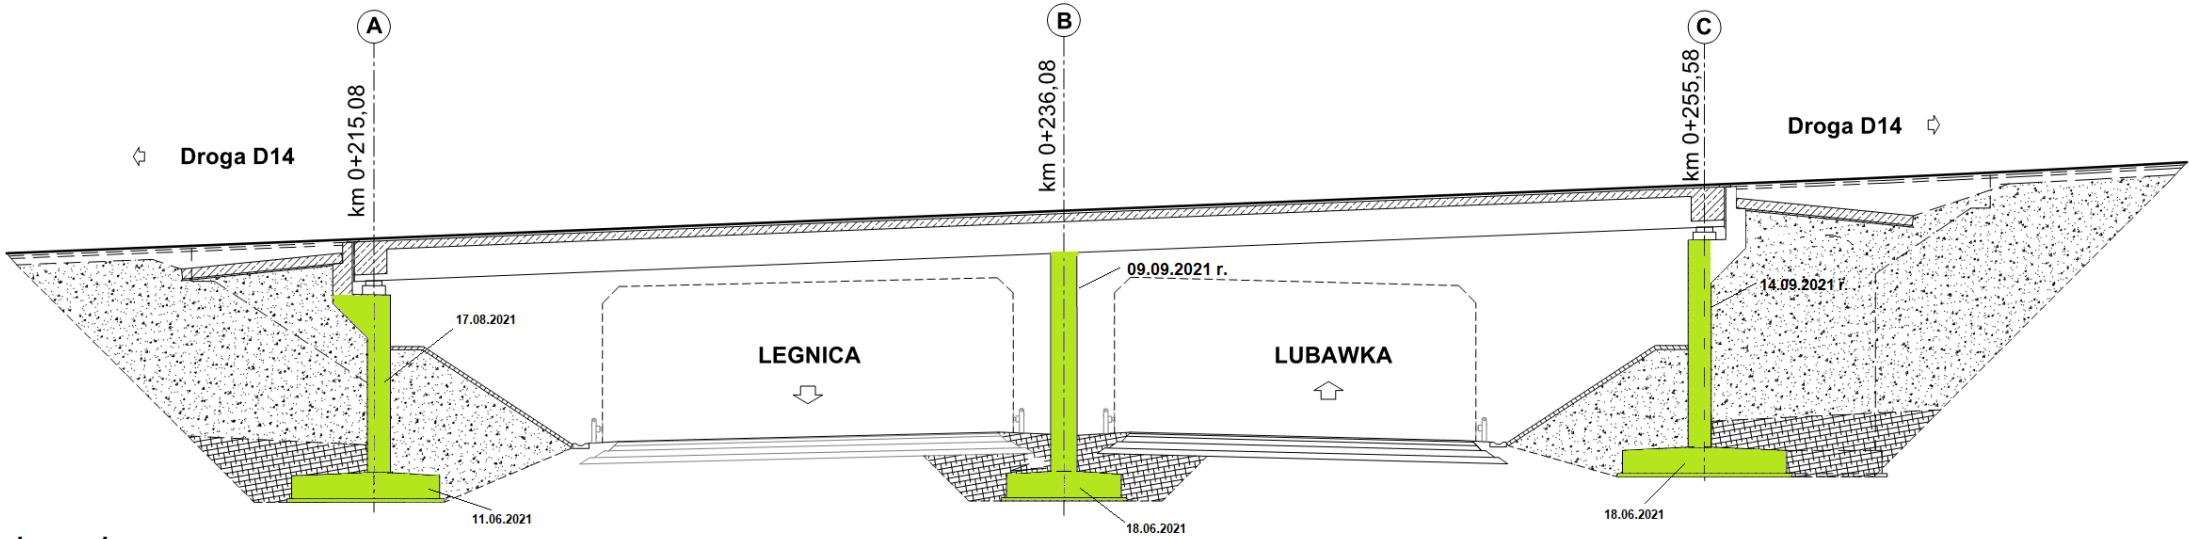 A
B
C
km 0+215,08
km 0+236,08
km 0+255,58
Droga D14
Droga D14
09.09.2021 r.
14.09.2021 r.
17.08.2021
LEGNICA
LUBAWKA
11.06.2021
18.06.2021
18.06.2021